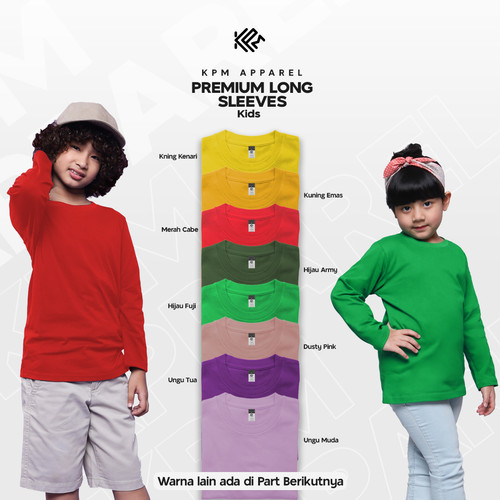 KPM APPAREL
PREMIUM LONG
SLEEVES
Kids
Kning Kenari
Kuning Emas
Merah Cabe
Hijau Army
Hijau Fuji
Dusty Pink
Ungu Tua
Ungu Muda
Warna lain ada di Part Berikutnya